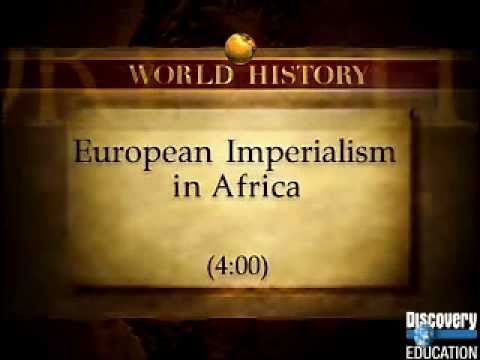 WORLD HISTORY
European Imperialism
in Africa
(4:00)
Discovery
EDUCATION